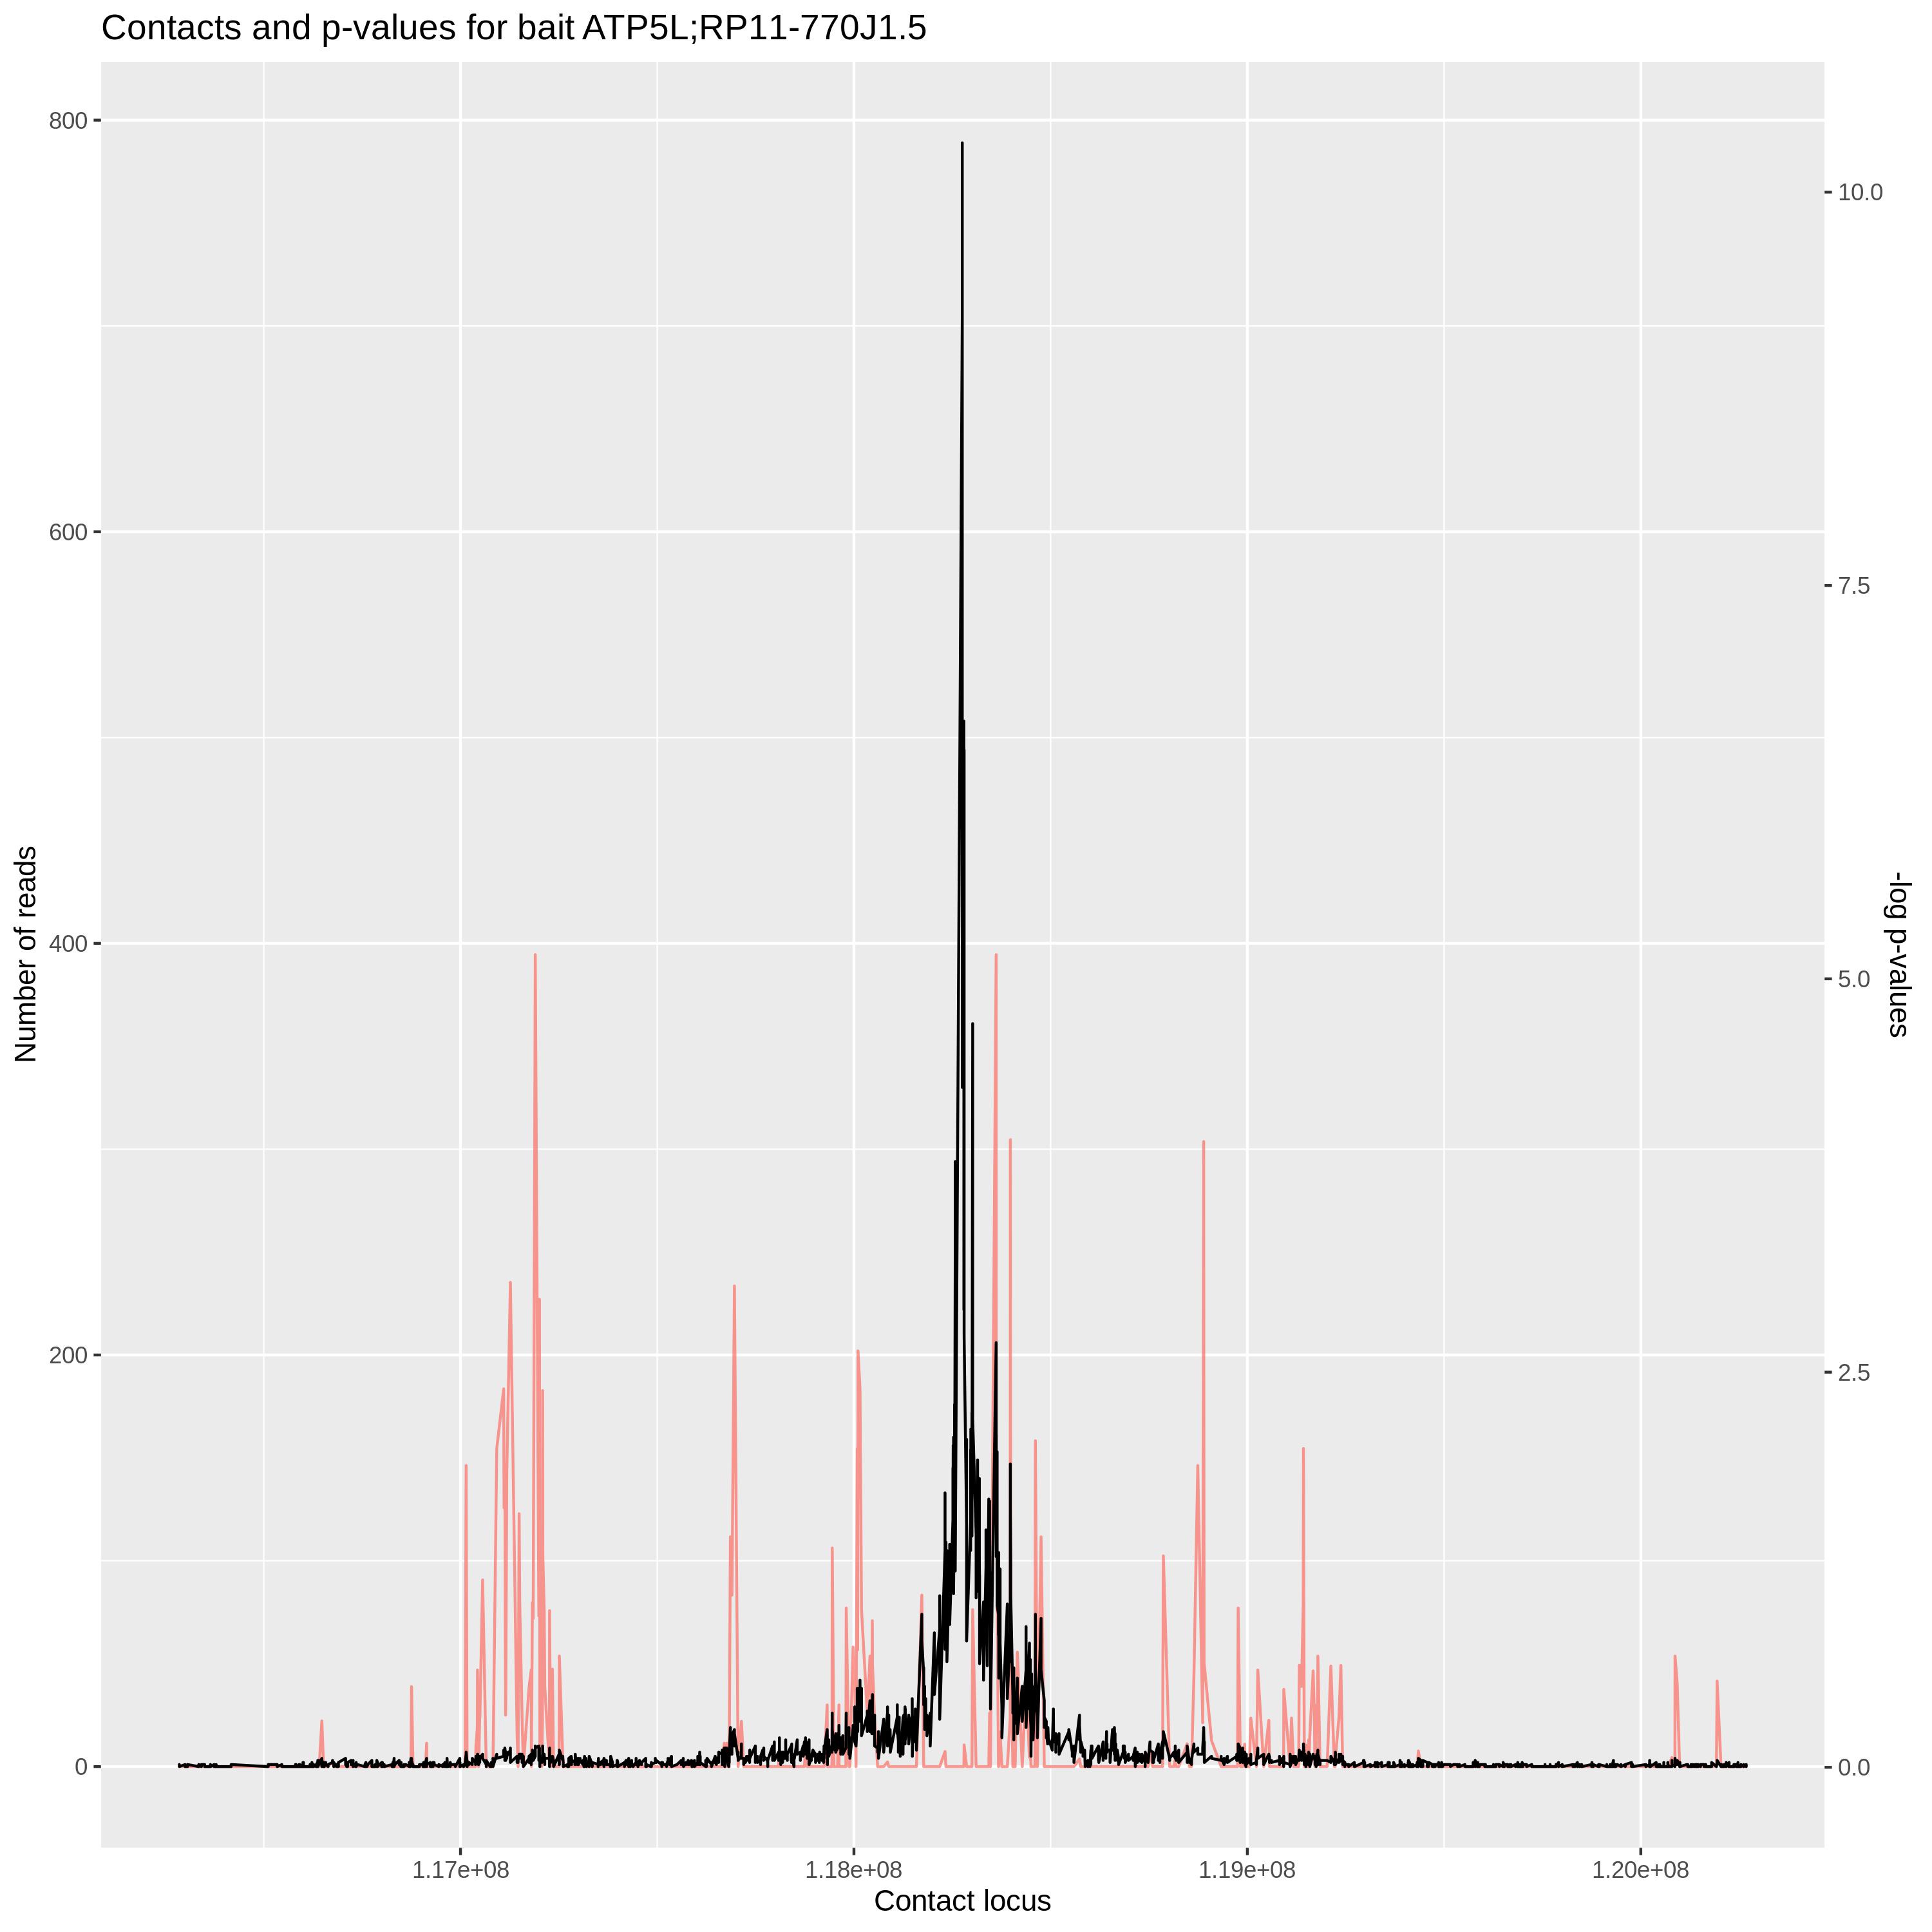 Contacts and p-values for bait ATP5L;RP11-770J1.5
800
600
400
200
0
Number of reads
10.0
7.5
5.0
2.5
0.0
-log p-values
1.17e+08
1.18e+08
1.19e+08
1.20e+08
Contact locus